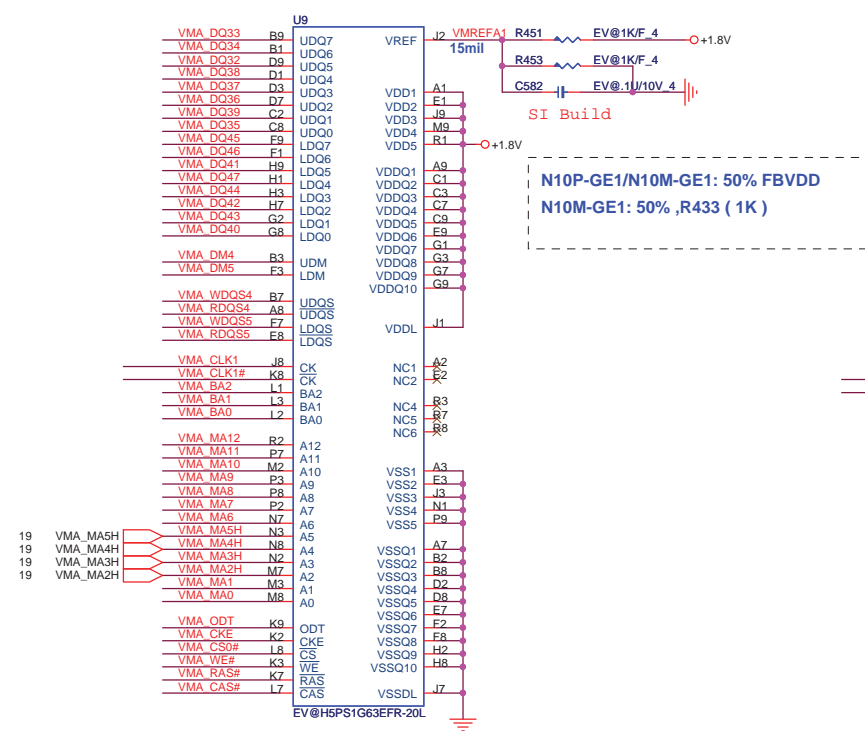 U9
VMA_DQ33 B9 UDQ7 VREF J2 VMREFA1 R451 EV@1K/F_4 +1.8V
VMA_DQ34 B1 UDQ6 15mil
VMA_DQ32 D9 UDQ5 R453 EV@1K/F_4
VMA_DQ38 D1 UDQ4
VMA_DQ37 D3 UDQ3 VDD1 A1 C582 EV@.1U/10V_4
VMA_DQ36 D7 UDQ2 VDD2 E1
VMA_DQ39 C2 UDQ1 VDD3 J9 SI Build
VMA_DQ35 C8 UDQ0 VDD4 M9
VMA_DQ45 F9 LDQ7 VDD5 R1 +1.8V
VMA_DQ46 F1 LDQ6
VMA_DQ41 H9 LDQ5 VDDQ1 A9
VMA_DQ47 H1 LDQ4 VDDQ2 C1
VMA_DQ44 H3 LDQ3 VDDQ3 C3
VMA_DQ42 H7 LDQ2 VDDQ4 C7
VMA_DQ43 G2 LDQ1 VDDQ5 C9
VMA_DQ40 G8 LDQ0 VDDQ6 E9
VDDQ7 G1
VMA_DM4 B3 UDM VDDQ8 G3
VMA_DM5 F3 LDM VDDQ9 G7
VDDQ10 G9
N10P-GE1/N10M-GE1: 50% FBVDD
N10M-GE1: 50% ,R433 ( 1K )
VMA_WDQS4 B7 UDQS
VMA_RDQS4 A8 UDQS
VMA_WDQS5 F7 LDQS VDDL J1
VMA_RDQS5 E8 LDQS
VMA_CLK1 J8 CK NC1 A2
VMA_CLK1# K8 CK NC2 E2
VMA_BA2 L1 BA2
VMA_BA1 L3 BA1 NC4 R3
VMA_BA0 L2 BA0 NC5 R7
NC6 R8
VMA_MA12 R2 A12
VMA_MA11 P7 A11
VMA_MA10 M2 A10 VSS1 A3
VMA_MA9 P3 A9 VSS2 E3
VMA_MA8 P8 A8 VSS3 J3
VMA_MA7 P2 A7 VSS4 N1
VMA_MA6 N7 A6 VSS5 P9
19 VMA_MA5H VMA_MA5H N3 A5
19 VMA_MA4H VMA_MA4H N8 A4 VSSQ1 A7
19 VMA_MA3H VMA_MA3H N2 A3 VSSQ2 B2
19 VMA_MA2H VMA_MA2H M7 A2 VSSQ3 B8
VMA_MA1 M3 A1 VSSQ4 D2
VMA_MA0 M8 A0 VSSQ5 D8
VSSQ6 E7
VMA_ODT K9 ODT VSSQ7 F2
VMA_CKE K2 CKE VSSQ8 F8
VMA_CS0# L8 CS VSSQ9 H2
VMA_WE# K3 WE VSSQ10 H8
VMA_RAS# K7 RAS
VMA_CAS# L7 CAS VSSDL J7
EV@H5PS1G63EFR-20L